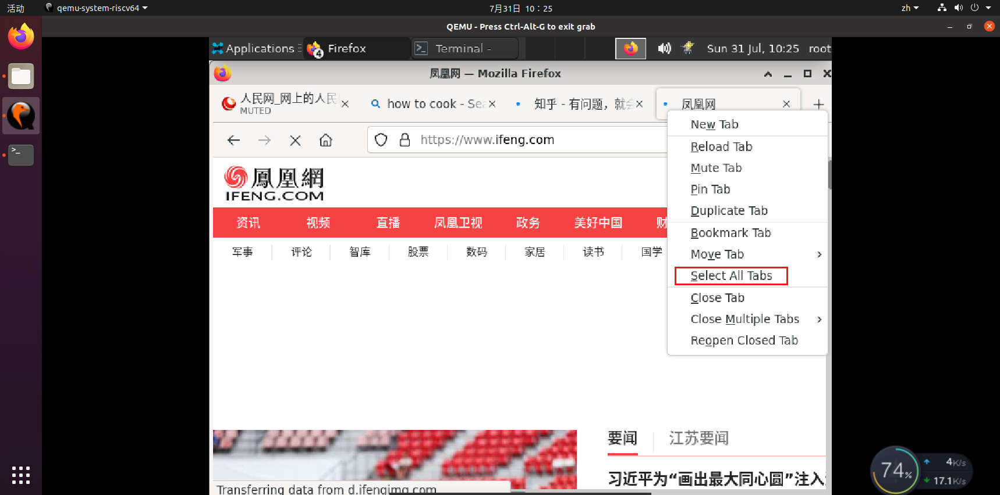 活动
qemu-system-riscv64
7月31日 10：25
zh
QEMU - Press Ctrl-Alt-G to exit grab
Applications
4
Firefox
Terminal -
Sun 31 Jul, 10:25
root
凤凰网 — Mozilla Firefox
人民网_网上的人民
MUTED
how to cook - Sea
知乎 - 有问题，就会
凤凰网
https://www.ifeng.com
New Tab
Reload Tab
Mute Tab
Pin Tab
Duplicate Tab
Bookmark Tab
Move Tab
Select All Tabs
Close Tab
Close Multiple Tabs
Reopen Closed Tab
鳳凰網
IFENG.COM
资讯 视频 直播 凤凰卫视 政务 美好中国 财
军事 评论 智库 股票 数码 家居 读书 国学
要闻 江苏要闻
习近平为“画出最大同心圆”注入
Transferring data from d.ifengimg.com
74%
4K/s
17.1K/s